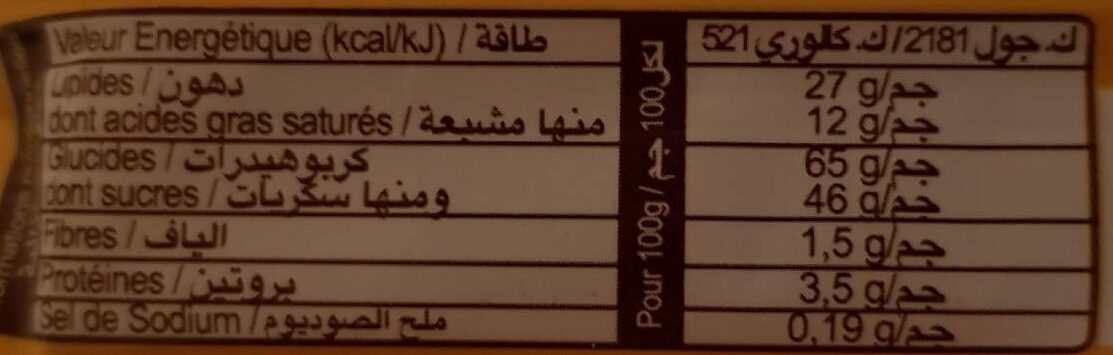 Valeur Energétique (kcal/kJ) / طاقة
521 ك كالوري/2181 ك جول
Lipides / دهون
27 g/جم
dont acides gras saturés / منها مشبعة
12 g/جم
Glucides / كربوهيدرات
65 g/جم
dont sucres / ومنها سكريات
46 g/جم
Fibres / الياف
1,5 g/جم
Protéines / بروتين
3,5 g/جم
Sel de Sodium / ملح الصوديوم
0,19 g/جم
Pour 100g / لكل 100 جم